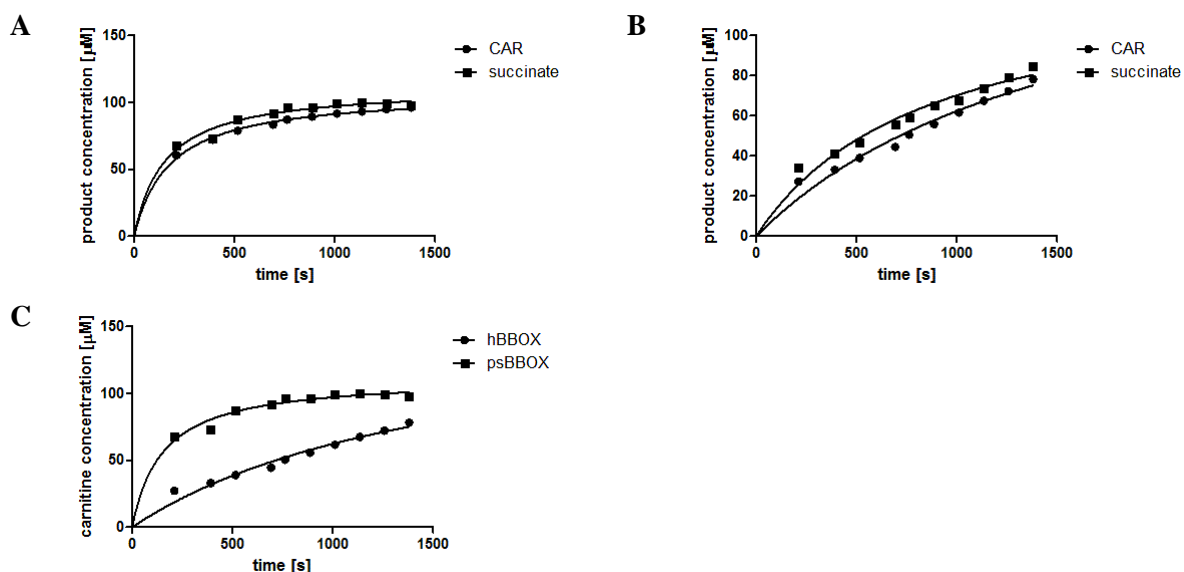 A
product concentration [µM]
150
100
50
0
0 500 1000 1500
time [s]
CAR
succinate
B
product concentration [µM]
100
80
60
40
20
0
0 500 1000 1500
time [s]
CAR
succinate
C
carnitine concentration [µM]
150
100
50
0
0 500 1000 1500
time [s]
hBBOX
psBBOX